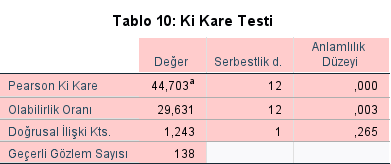 Tablo 10: Ki Kare Testi
Değer Serbestlik d. Anlamlılık Düzeyi
Pearson Ki Kare 44,703a 12 ,000
Olabilirlik Oranı 29,631 12 ,003
Doğrusal İlişki Kts. 1,243 1 ,265
Geçerli Gözlem Sayısı 138